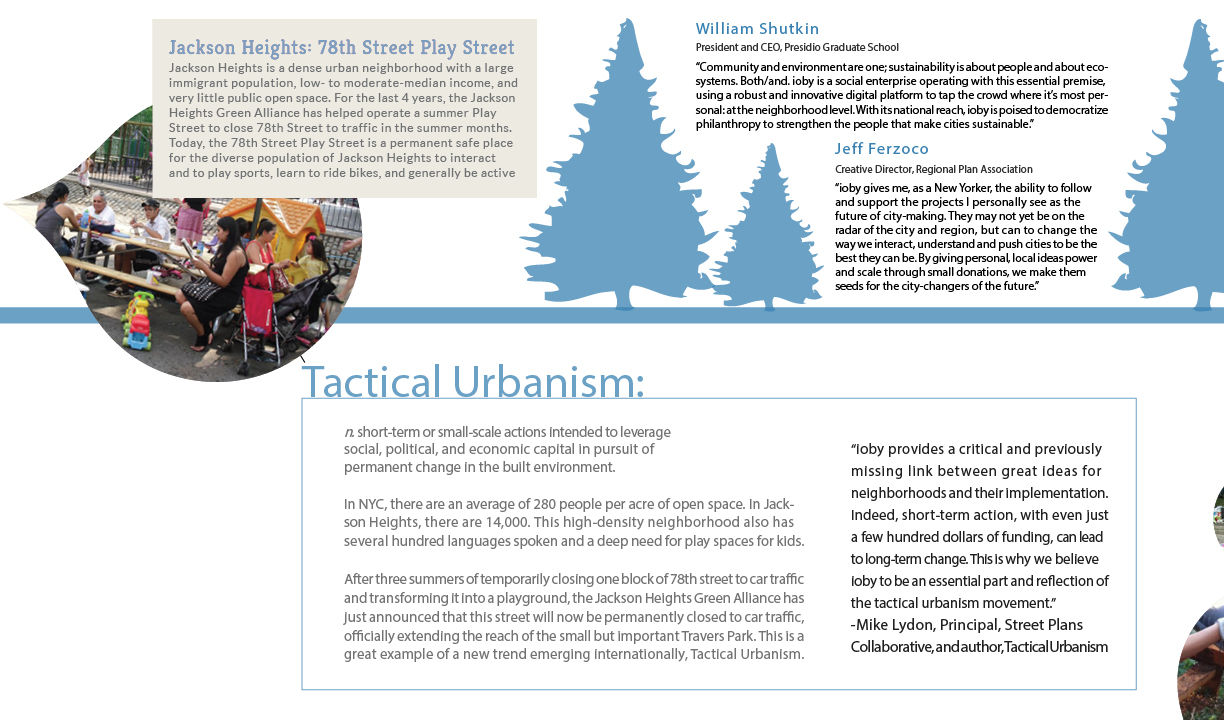 Jackson Heights: 78th Street Play Street
Jackson Heights is a dense urban neighborhood with a large
immigrant population, low- to moderate-median income, and
very little public open space. For the last 4 years, the Jackson
Heights Green Alliance has helped operate a summer Play
Street to close 78th Street to traffic in the summer months.
Today, the 78th Street Play Street is a permanent safe place
for the diverse population of Jackson Heights to interact
and to play sports, learn to ride bikes, and generally be active
William Shutkin
President and CEO, Presidio Graduate School
“Community and environment are one; sustainability is about people and about eco-
systems. Both/and. ioby is a social enterprise operating with this essential premise,
using a robust and innovative digital platform to tap the crowd where it’s most per-
sonal: at the neighborhood level. With its national reach, ioby is poised to democratize
philanthropy to strengthen the people that make cities sustainable.”
Jeff Ferzoco
Creative Director, Regional Plan Association
“ioby gives me, as a New Yorker, the ability to follow
and support the projects I personally see as the
future of city-making. They may not yet be on the
radar of the city and region, but can to change the
way we interact, understand and push cities to be the
best they can be. By giving personal, local ideas power
and scale through small donations, we make them
seeds for the city-changers of the future.”
Tactical Urbanism:
n. short-term or small-scale actions intended to leverage
social, political, and economic capital in pursuit of
permanent change in the built environment.
In NYC, there are an average of 280 people per acre of open space. In Jack-
son Heights, there are 14,000. This high-density neighborhood also has
several hundred languages spoken and a deep need for play spaces for kids.
After three summers of temporarily closing one block of 78th street to car traffic
and transforming it into a playground, the Jackson Heights Green Alliance has
just announced that this street will now be permanently closed to car traffic,
officially extending the reach of the small but important Travers Park. This is a
great example of a new trend emerging internationally, Tactical Urbanism.
“ioby provides a critical and previously
missing link between great ideas for
neighborhoods and their implementation.
Indeed, short-term action, with even just
a few hundred dollars of funding, can lead
to long-term change. This is why we believe
ioby to be an essential part and reflection of
the tactical urbanism movement.”
-Mike Lydon, Principal, Street Plans
Collaborative, and author, Tactical Urbanism